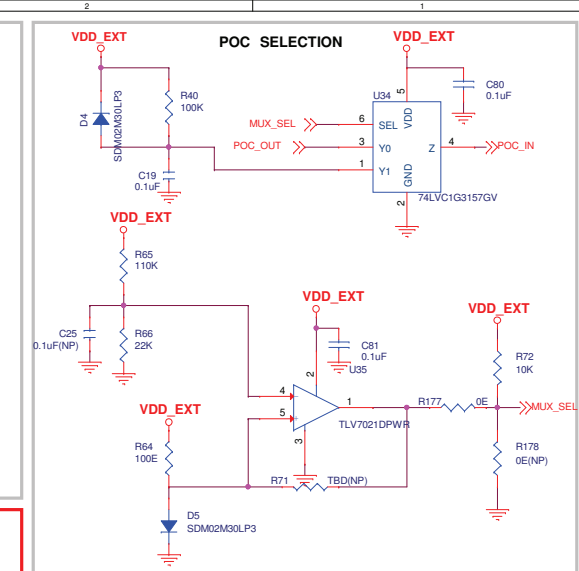 2
1
POC SELECTION
VDD_EXT
VDD_EXT
D4
SDM02M30LP3
R40
100K
C19
0.1uF
C80
0.1uF
U34
5
VDD
MUX_SEL
6
SEL
POC_OUT
3
Y0
Z
4
POC_IN
1
Y1
GND
2
74LVC1G3157GV
VDD_EXT
R65
110K
C25
0.1uF(NP)
R66
22K
VDD_EXT
C81
0.1uF
U35
2
4
5
1
3
TLV7021DPWR
VDD_EXT
R72
10K
R177
0E
MUX_SEL
R178
0E(NP)
VDD_EXT
R64
100E
R71
TBD(NP)
D5
SDM02M30LP3